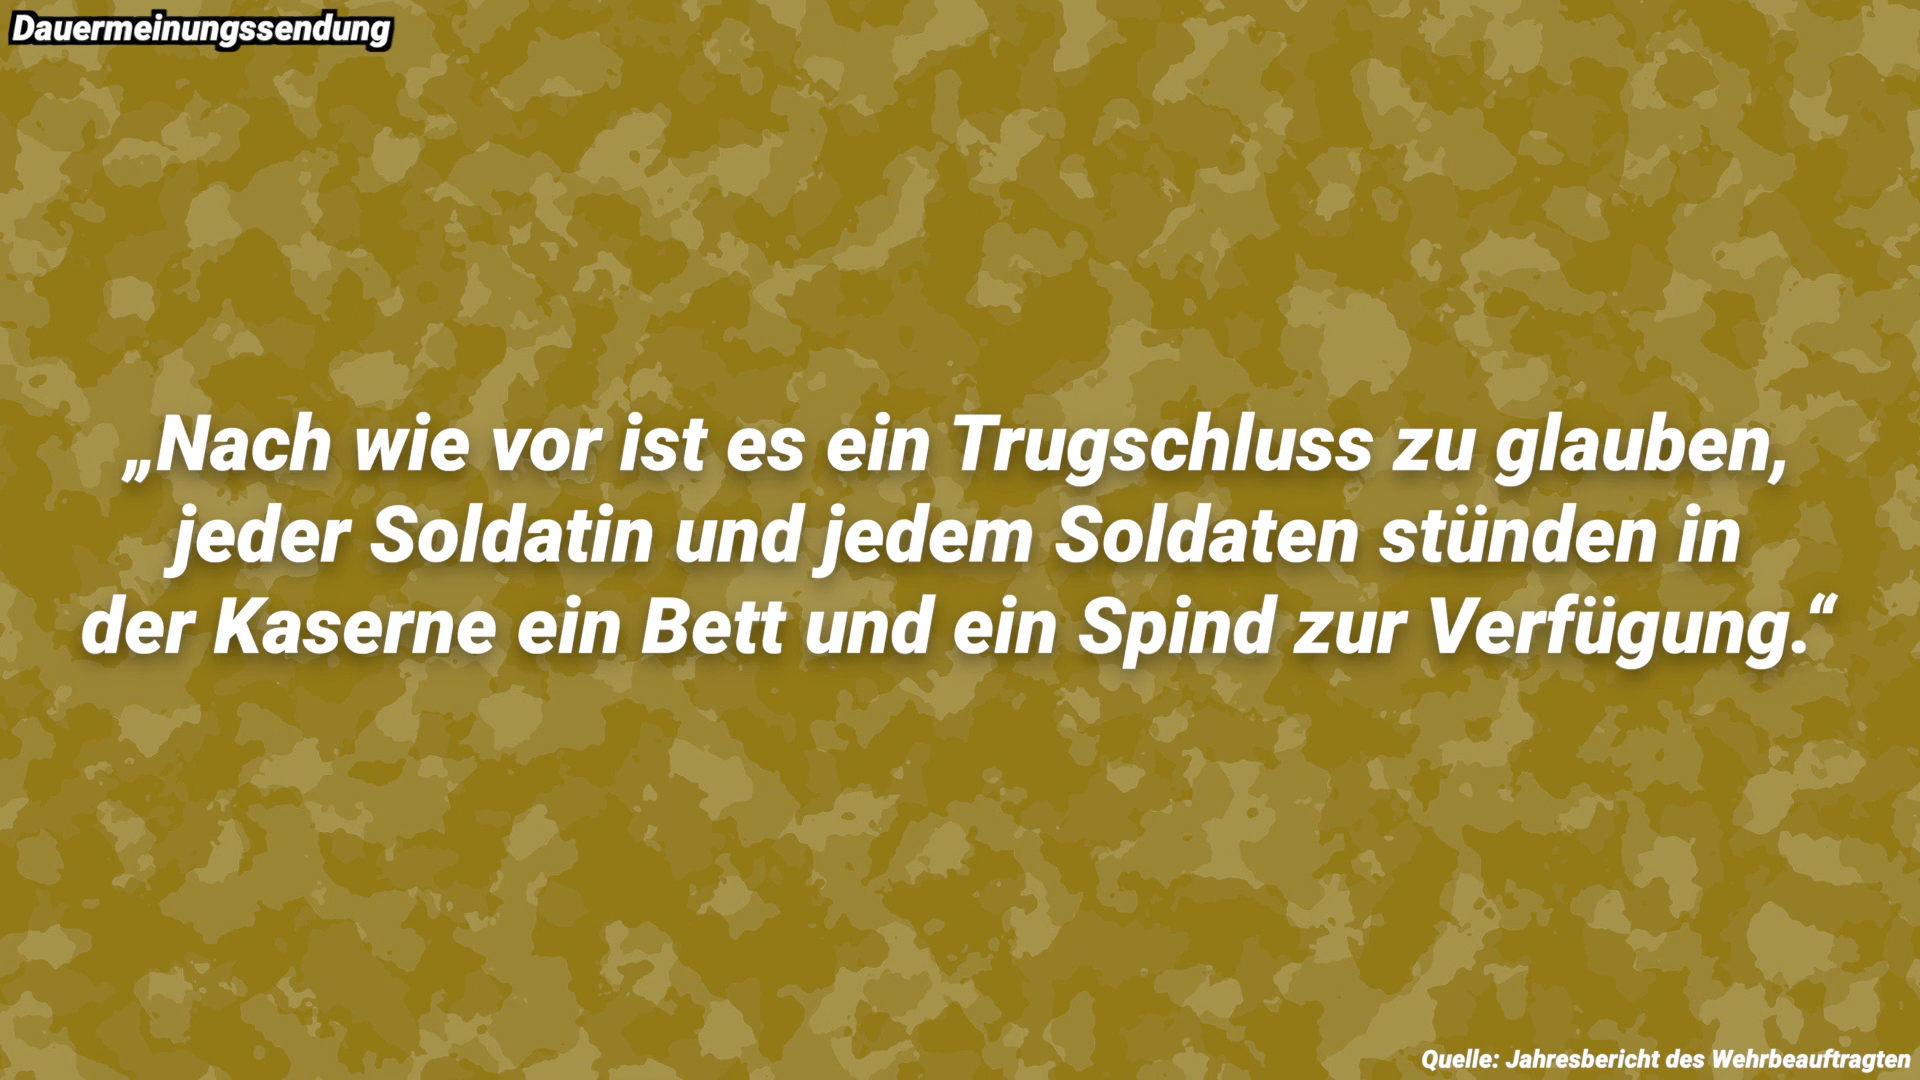 Dauermeinungssendung
„Nach wie vor ist es ein Trugschluss zu glauben,
jeder Soldatin und jedem Soldaten stünden in
der Kaserne ein Bett und ein Spind zur Verfügung.“
Quelle: Jahresbericht des Wehrbeauftragten